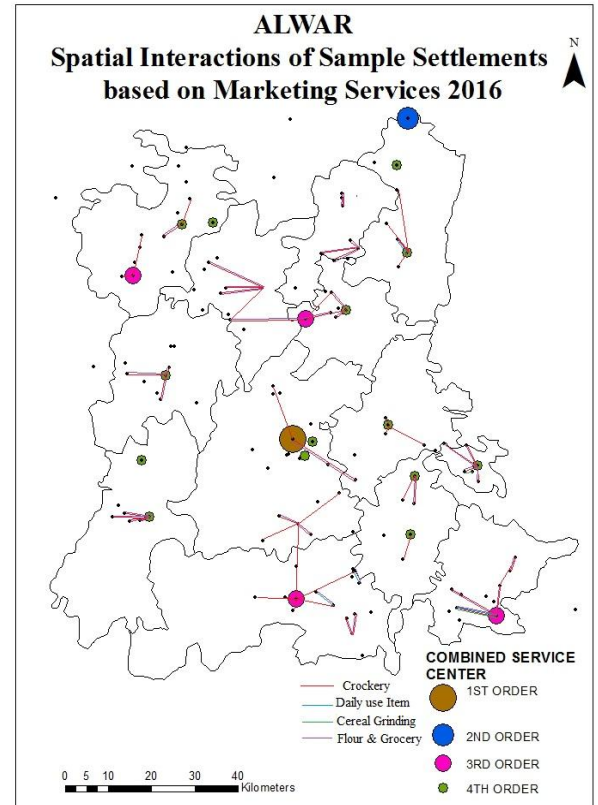 ALWAR
Spatial Interactions of Sample Settlements
based on Marketing Services 2016
N
COMBINED SERVICE
CENTER
1ST ORDER
2ND ORDER
3RD ORDER
4TH ORDER
Crockery
Daily use Item
Cereal Grinding
Flour & Grocery
0 5 10 20 30 40
Kilometers